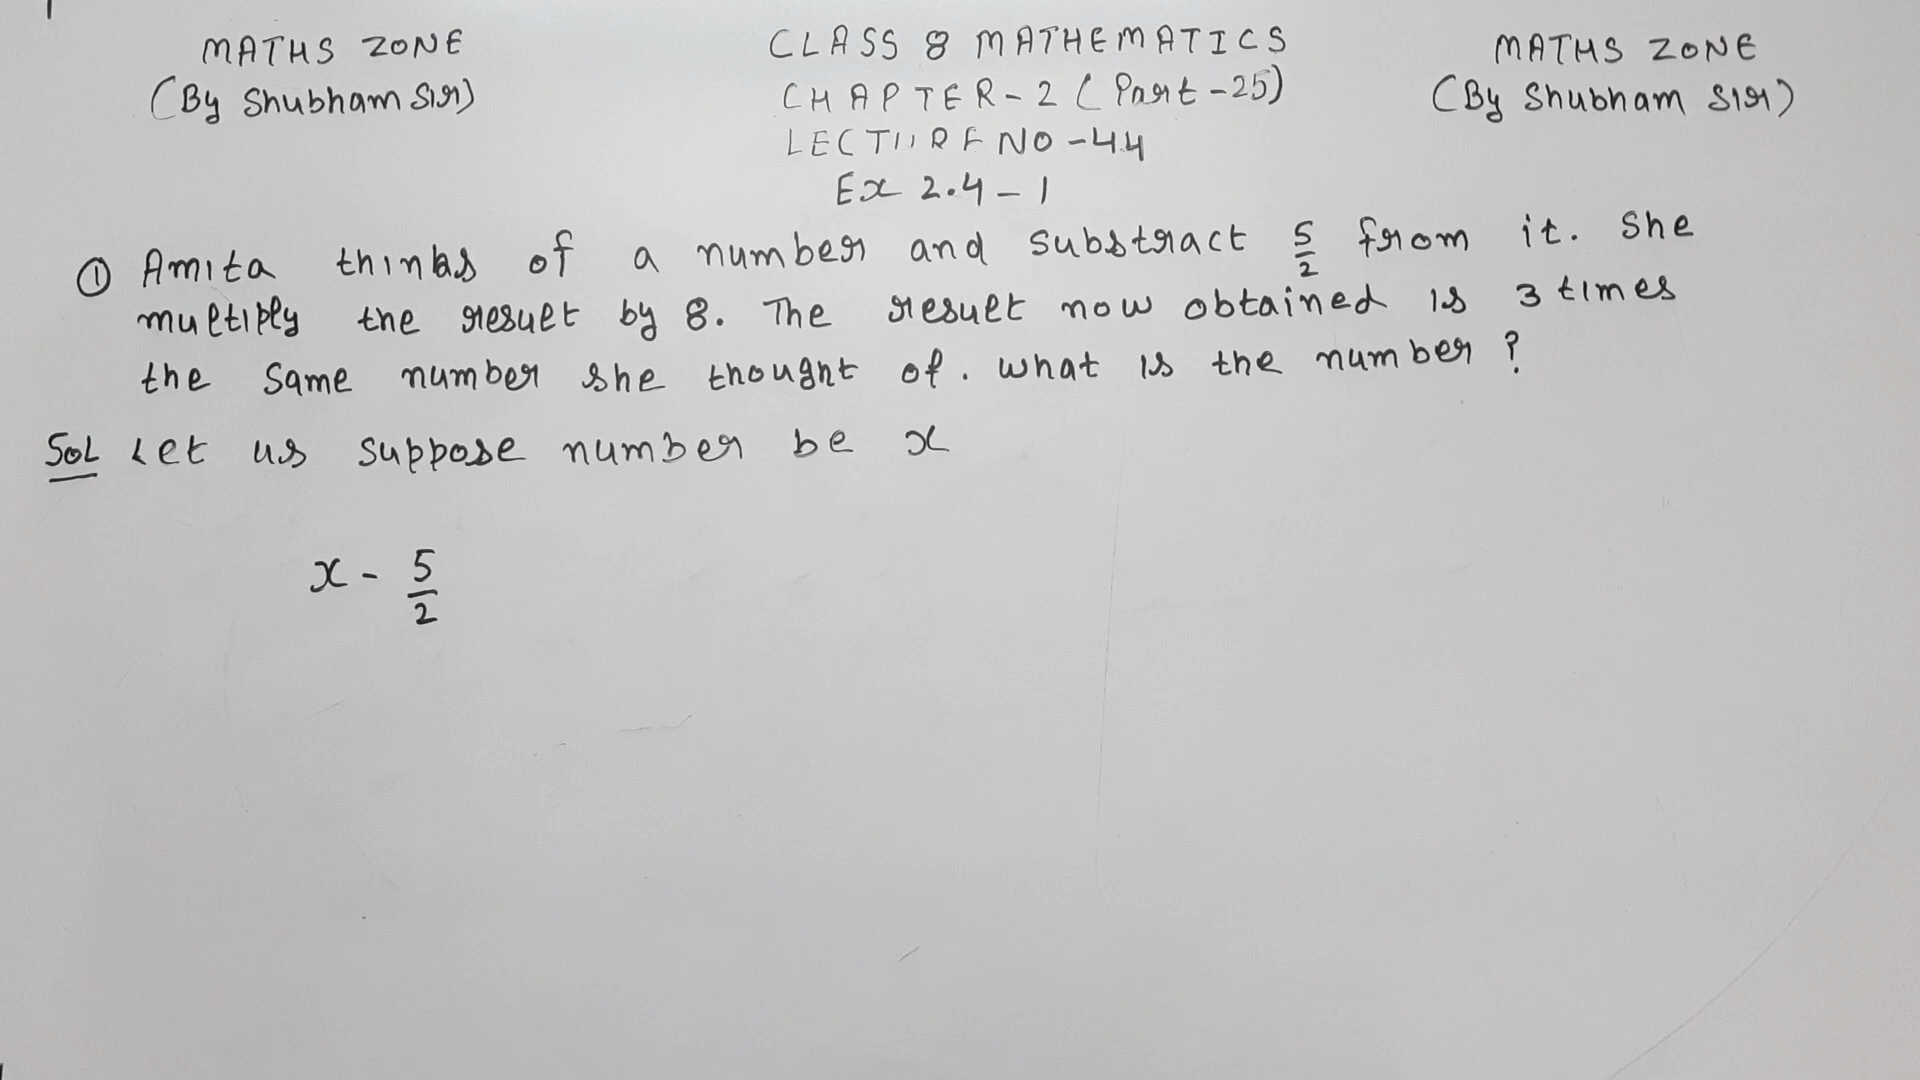 MATHS ZONE
(By Shubham Sir)
CLASS 8 MATHEMATICS
CHAPTER-2 (Part-25)
LECTURE NO-44
Ex 2.4-1
MATHS ZONE
(By Shubham Sir)
① Amita thinks of a number and substract 5/2 from it. She
multiply the result by 8. The result now obtained is 3 times
the same number she thought of. what is the number?
Sol Let us suppose number be x
x - 5/2